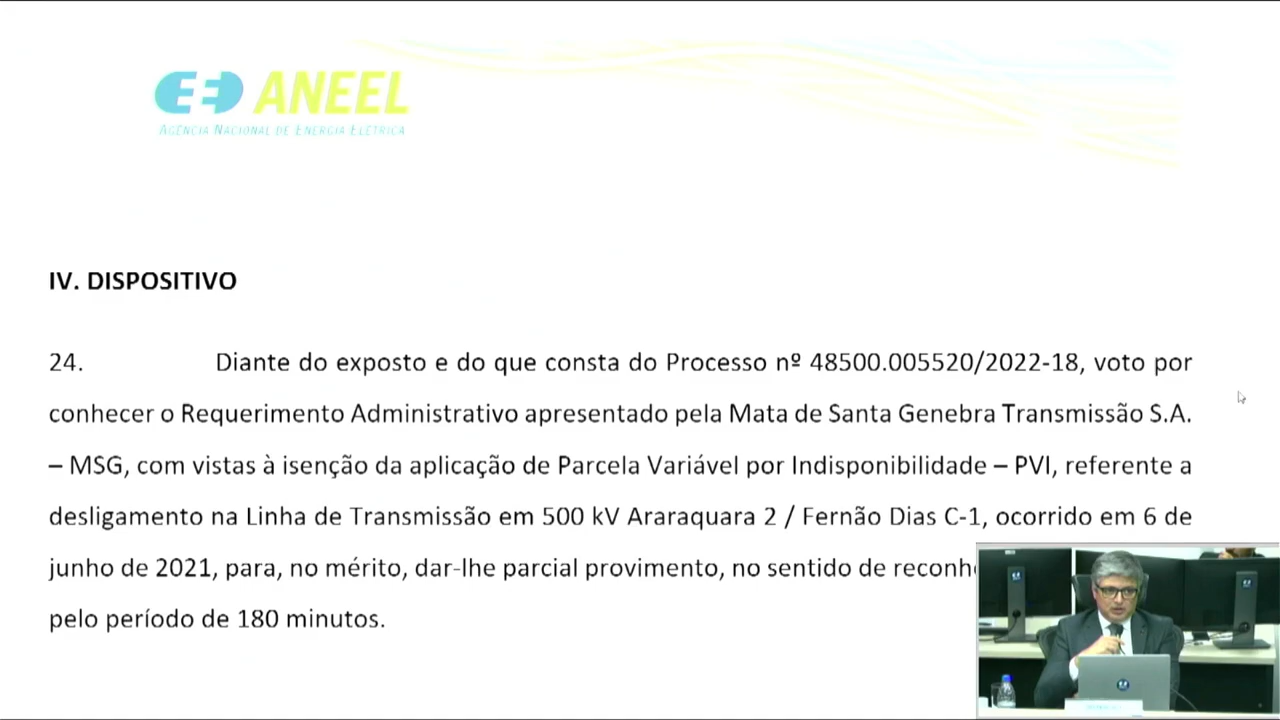 ANEEL
AGÊNCIA NACIONAL DE ENERGIA ELÉTRICA
IV. DISPOSITIVO
24. Diante do exposto e do que consta do Processo nº 48500.005520/2022-18, voto por
conhecer o Requerimento Administrativo apresentado pela Mata de Santa Genebra Transmissão S.A.
– MSG, com vistas à isenção da aplicação de Parcela Variável por Indisponibilidade – PVI, referente a
desligamento na Linha de Transmissão em 500 kV Araraquara 2 / Fernão Dias C-1, ocorrido em 6 de
junho de 2021, para, no mérito, dar-lhe parcial provimento, no sentido de
pelo período de 180 minutos.